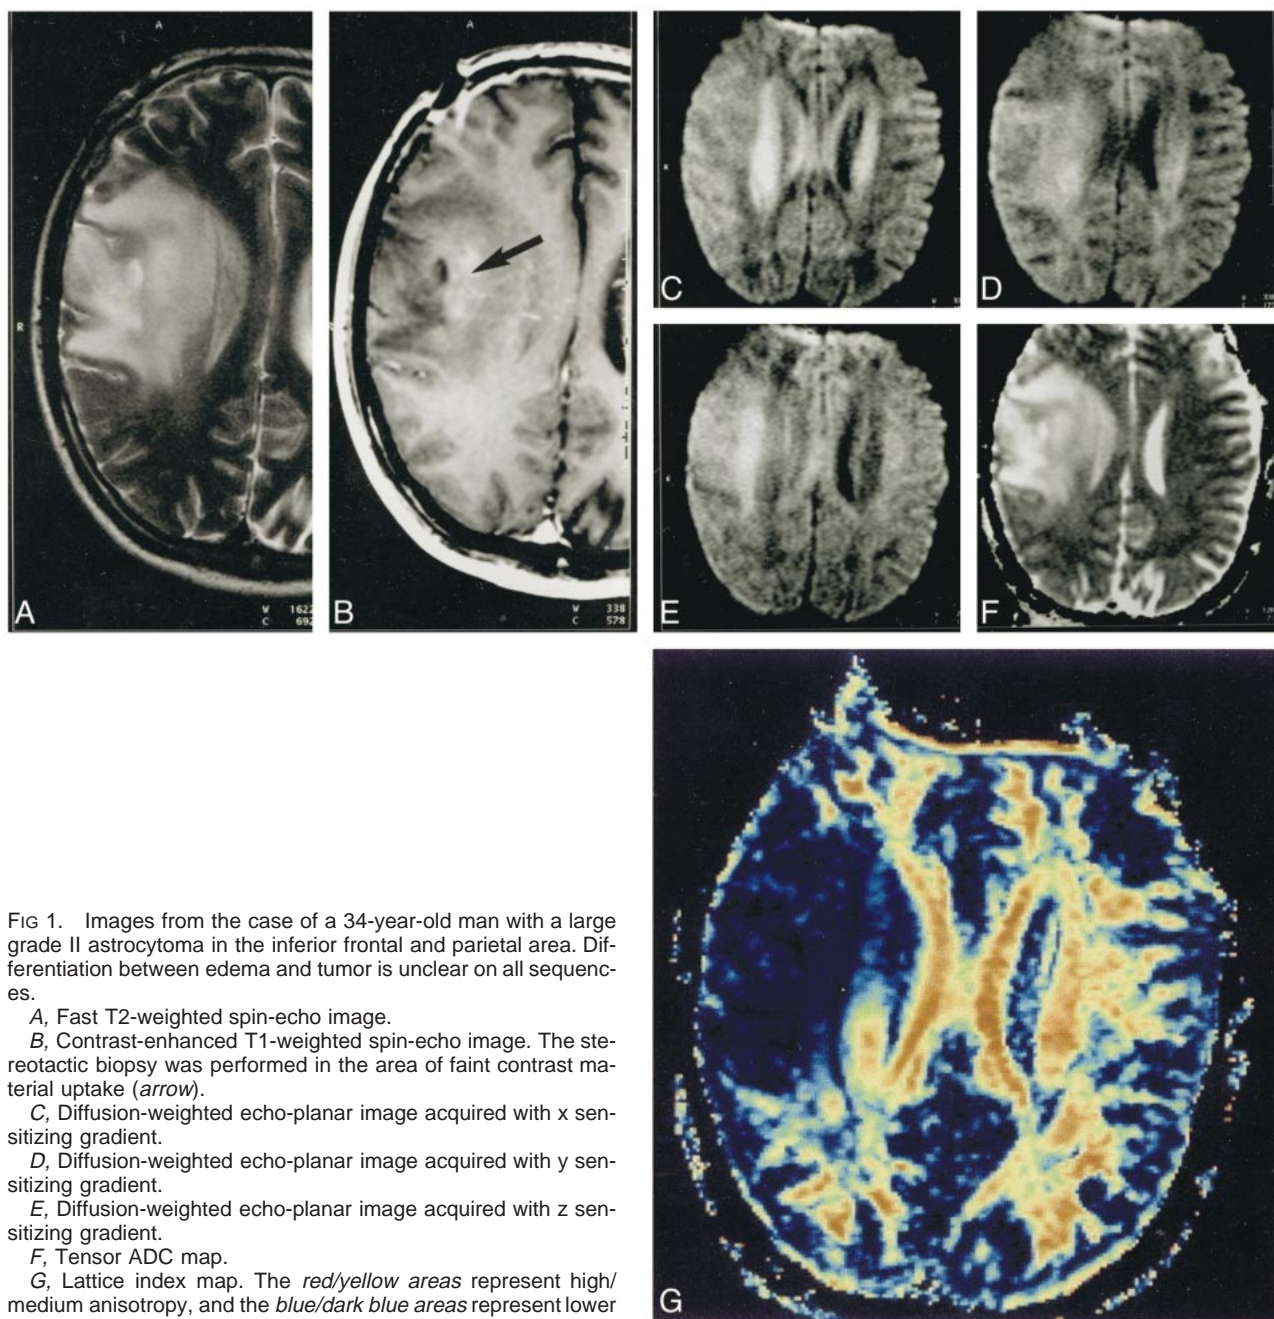 A
A
R
A
W 1622
C 692
B
W 338
C 578
C
D
E
F
G
FIG 1. Images from the case of a 34-year-old man with a large
grade II astrocytoma in the inferior frontal and parietal area. Dif-
ferentiation between edema and tumor is unclear on all sequenc-
es.
A, Fast T2-weighted spin-echo image.
B, Contrast-enhanced T1-weighted spin-echo image. The ste-
reotactic biopsy was performed in the area of faint contrast ma-
terial uptake (arrow).
C, Diffusion-weighted echo-planar image acquired with x sen-
sitizing gradient.
D, Diffusion-weighted echo-planar image acquired with y sen-
sitizing gradient.
E, Diffusion-weighted echo-planar image acquired with z sen-
sitizing gradient.
F, Tensor ADC map.
G, Lattice index map. The red/yellow areas represent high/
medium anisotropy, and the blue/dark blue areas represent lower